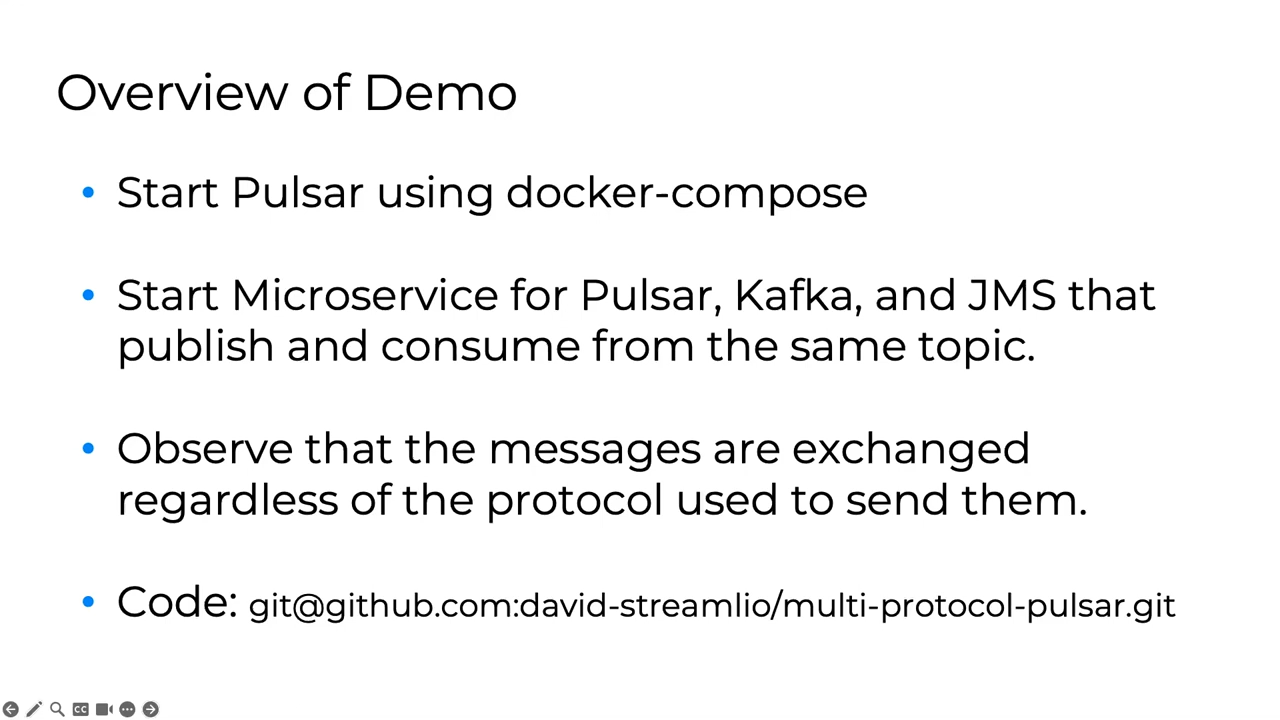 Overview of Demo
• Start Pulsar using docker-compose
• Start Microservice for Pulsar, Kafka, and JMS that
publish and consume from the same topic.
• Observe that the messages are exchanged
regardless of the protocol used to send them.
• Code: git@github.com:david-streamlio/multi-protocol-pulsar.git
CC